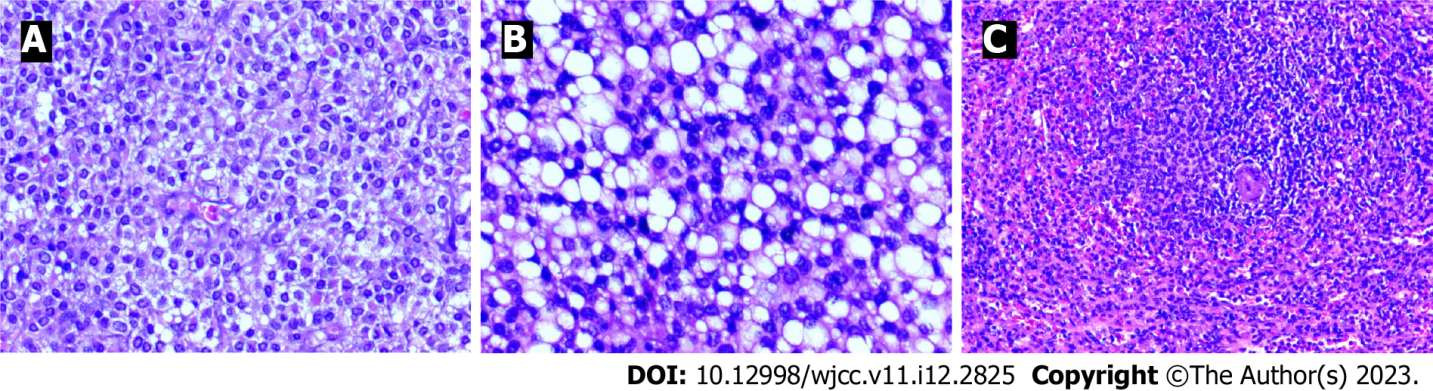 A
B
C
DOI: 10.12998/wjcc.v11.i12.2825 Copyright ©The Author(s) 2023.